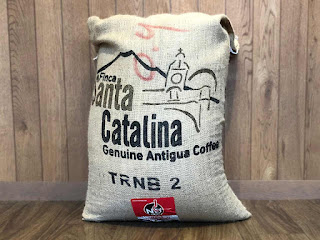 Finca
Santa
Catalina
Genuine Antigua Coffee
TRNB 2